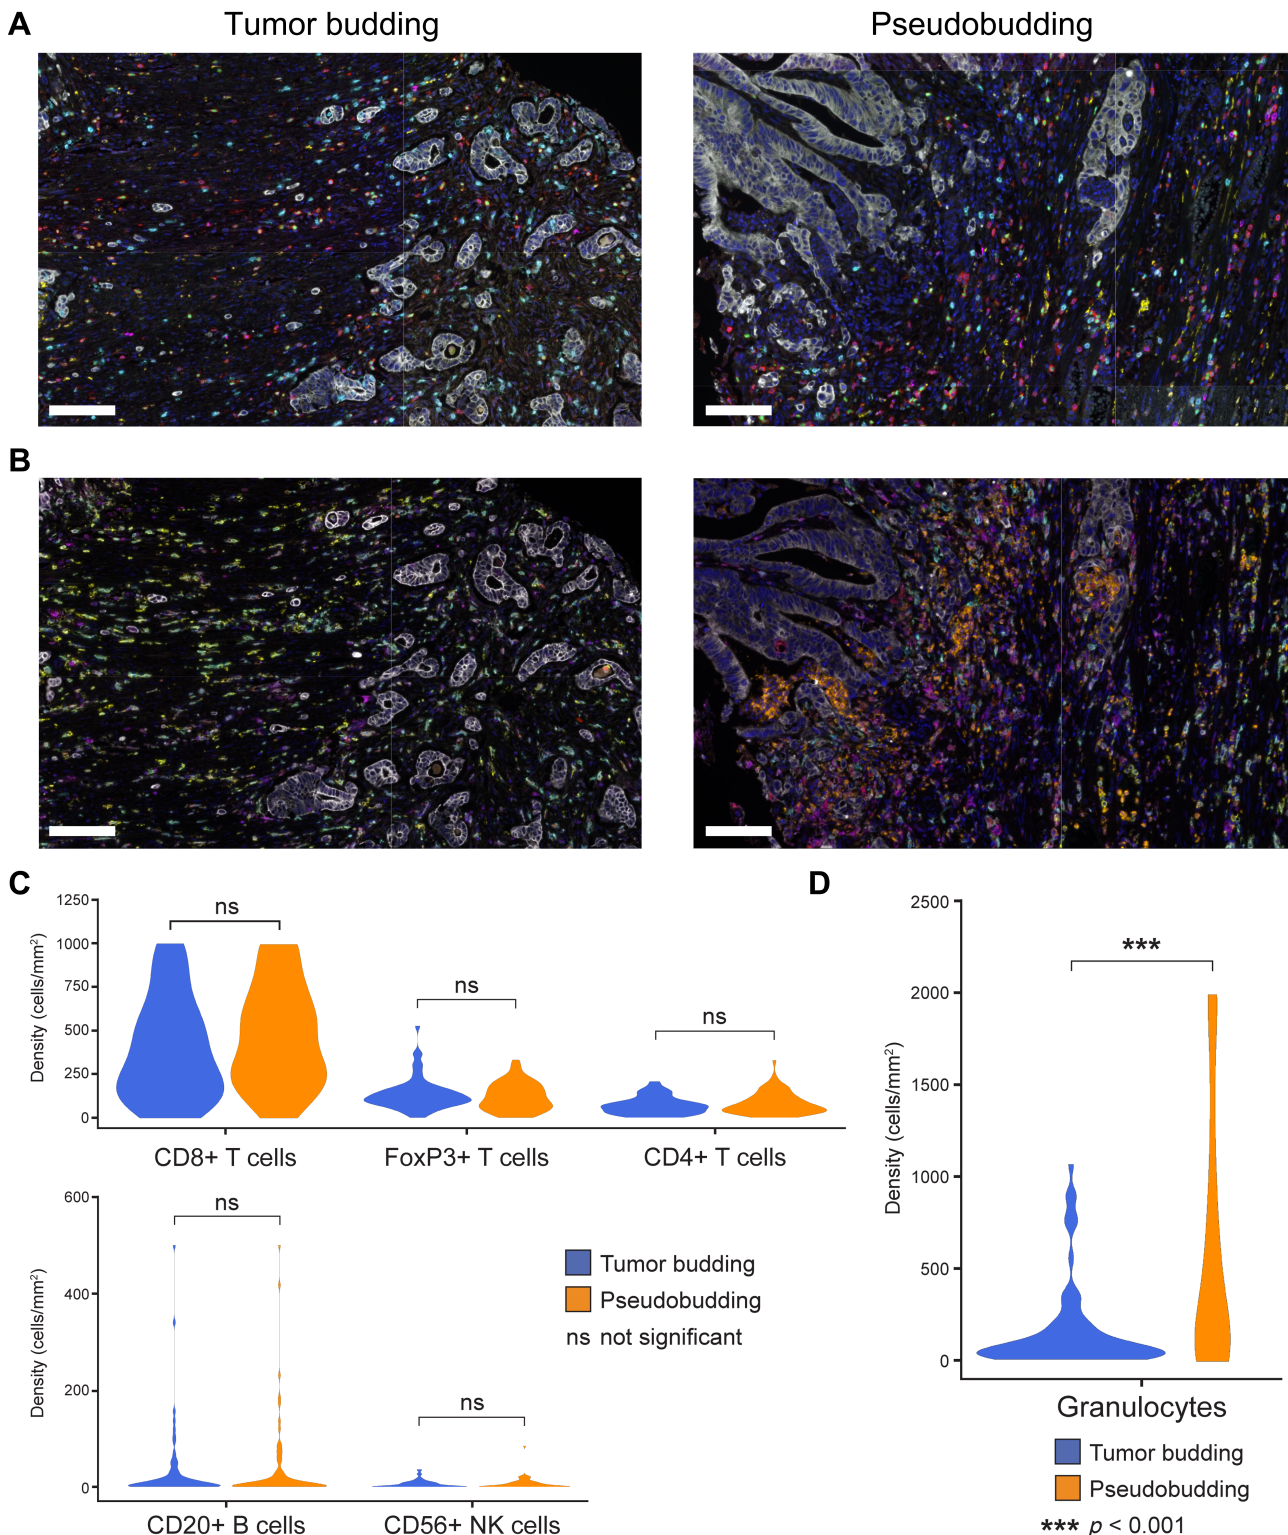 A
Tumor budding
Pseudobudding
B
C
Density (cells/mm²)
1250
1000
750
500
250
0
ns
ns
ns
CD8+ T cells
FoxP3+ T cells
CD4+ T cells
Density (cells/mm²)
600
400
200
0
ns
ns
CD20+ B cells
CD56+ NK cells
Tumor budding
Pseudobudding
ns not significant
D
Density (cells/mm²)
2500
2000
1500
1000
500
0
***
Granulocytes
Tumor budding
Pseudobudding
*** p < 0.001